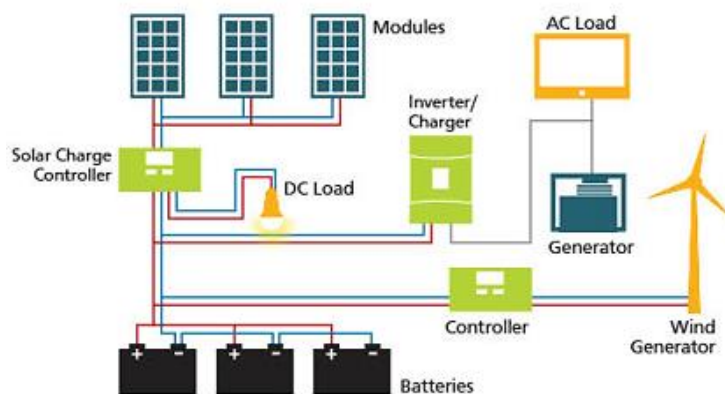 Modules
AC Load
Inverter/
Charger
Solar Charge
Controller
DC Load
Generator
Controller
Wind
Generator
+ − + − + −
Batteries